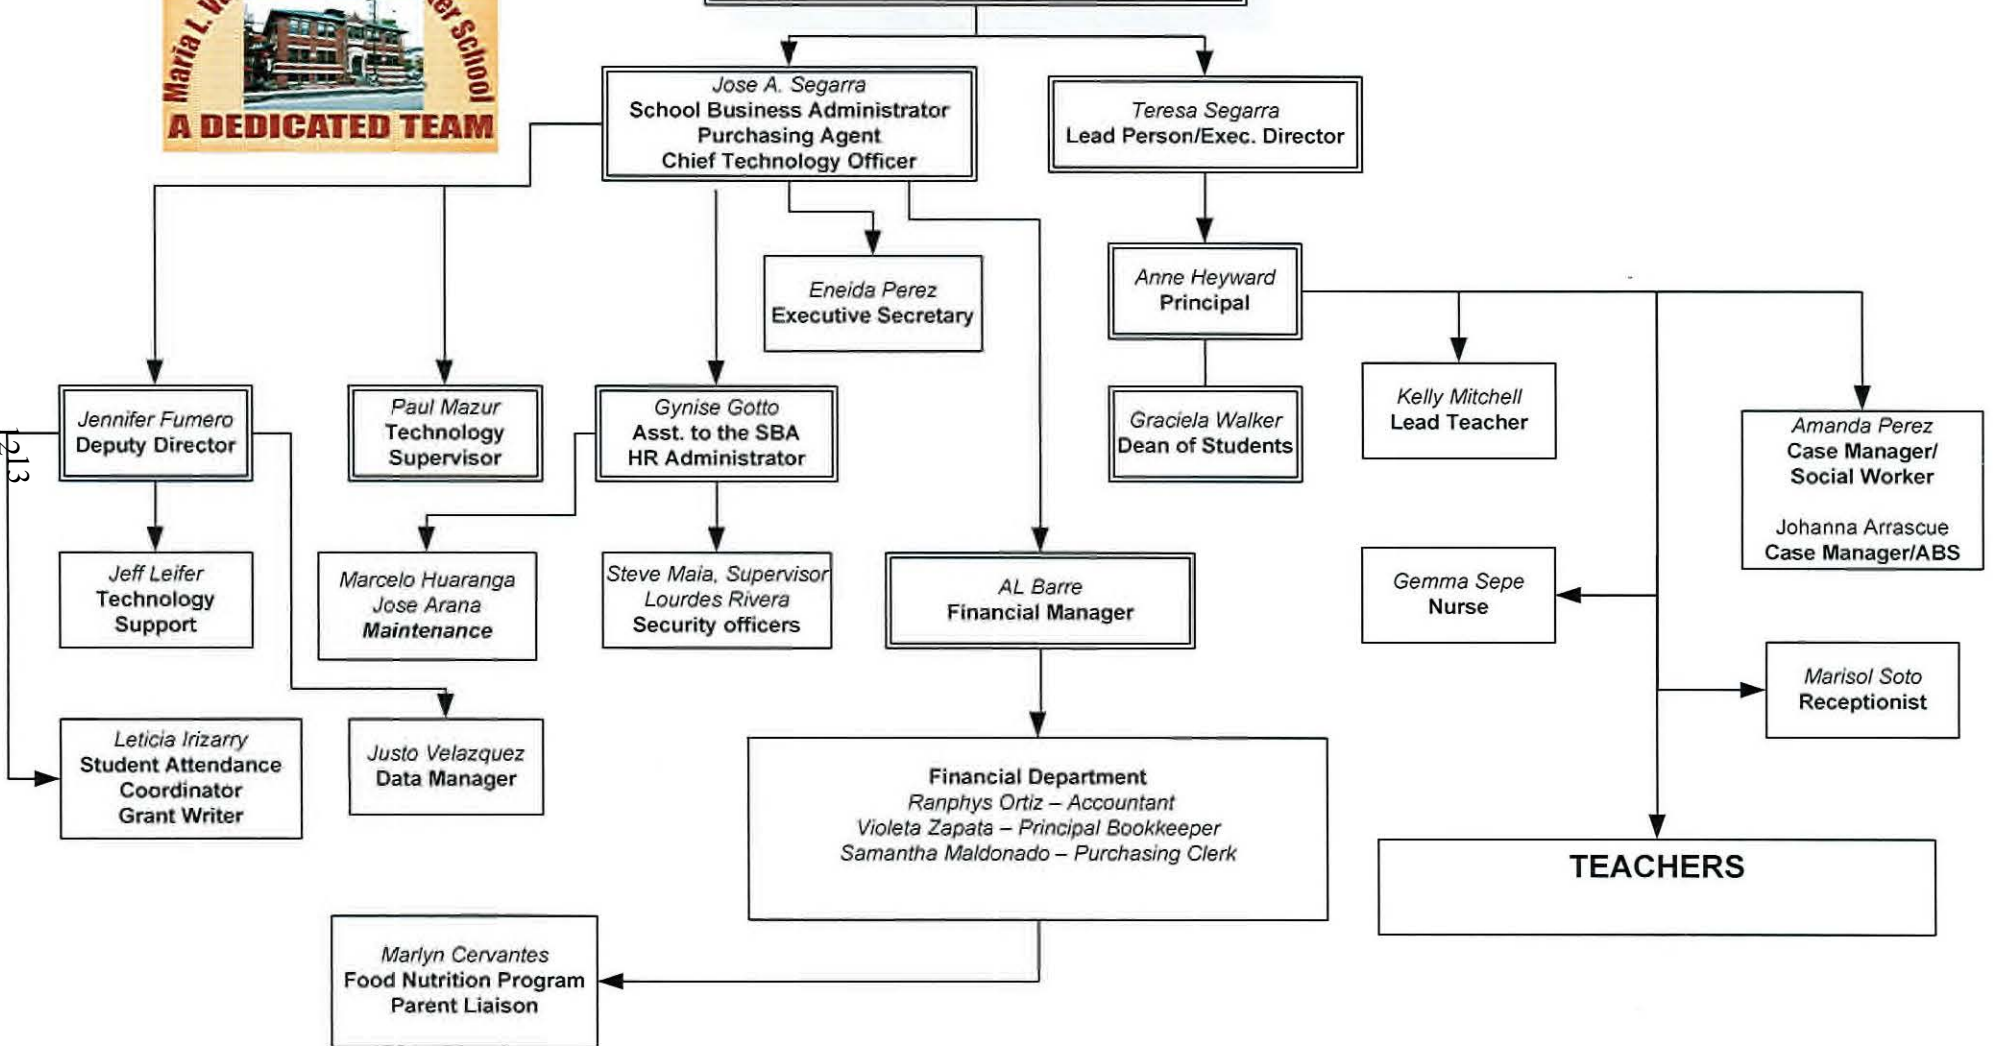 Maria L.
er School
A DEDICATED TEAM
Jose A. Segarra
School Business Administrator
Purchasing Agent
Chief Technology Officer
Teresa Segarra
Lead Person/Exec. Director
Eneida Perez
Executive Secretary
Anne Heyward
Principal
Jennifer Fumero
Deputy Director
Paul Mazur
Technology
Supervisor
Gynise Gotto
Asst. to the SBA
HR Administrator
Graciela Walker
Dean of Students
Kelly Mitchell
Lead Teacher
Amanda Perez
Case Manager/
Social Worker
Johanna Arrascue
Case Manager/ABS
1213
Jeff Leifer
Technology
Support
Marcelo Huaranga
Jose Arana
Maintenance
Steve Maia, Supervisor
Lourdes Rivera
Security officers
AL Barre
Financial Manager
Gemma Sepe
Nurse
Marisol Soto
Receptionist
Leticia Irizarry
Student Attendance
Coordinator
Grant Writer
Justo Velazquez
Data Manager
Financial Department
Ranphys Ortiz – Accountant
Violeta Zapata – Principal Bookkeeper
Samantha Maldonado – Purchasing Clerk
TEACHERS
Marlyn Cervantes
Food Nutrition Program
Parent Liaison